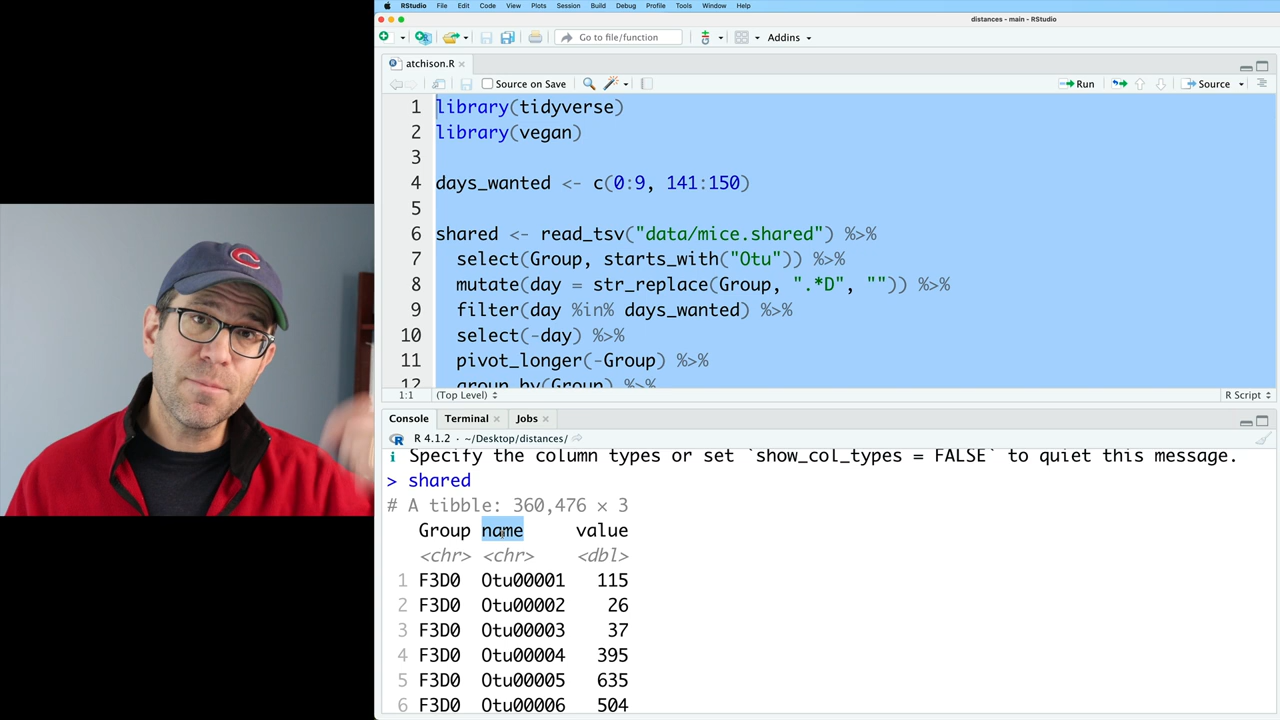 RStudio File Edit Code View Plots Session Build Debug Profile Tools Window Help
distances - main - RStudio
Go to file/function Addins
atchison.R
Source on Save Run Source
1 library(tidyverse)
2 library(vegan)
3
4 days_wanted <- c(0:9, 141:150)
5
6 shared <- read_tsv("data/mice.shared") %>%
7 select(Group, starts_with("Otu")) %>%
8 mutate(day = str_replace(Group, ".*D", "")) %>%
9 filter(day %in% days_wanted) %>%
10 select(-day) %>%
11 pivot_longer(-Group) %>%
12 group_by(Group) %>%
1:1 (Top Level) R Script
Console Terminal Jobs
R 4.1.2 · ~/Desktop/distances/
i Specify the column types or set `show_col_types = FALSE` to quiet this message.
> shared
# A tibble: 360,476 × 3
Group name value
<chr> <chr> <dbl>
1 F3D0 Otu00001 115
2 F3D0 Otu00002 26
3 F3D0 Otu00003 37
4 F3D0 Otu00004 395
5 F3D0 Otu00005 635
6 F3D0 Otu00006 504
C